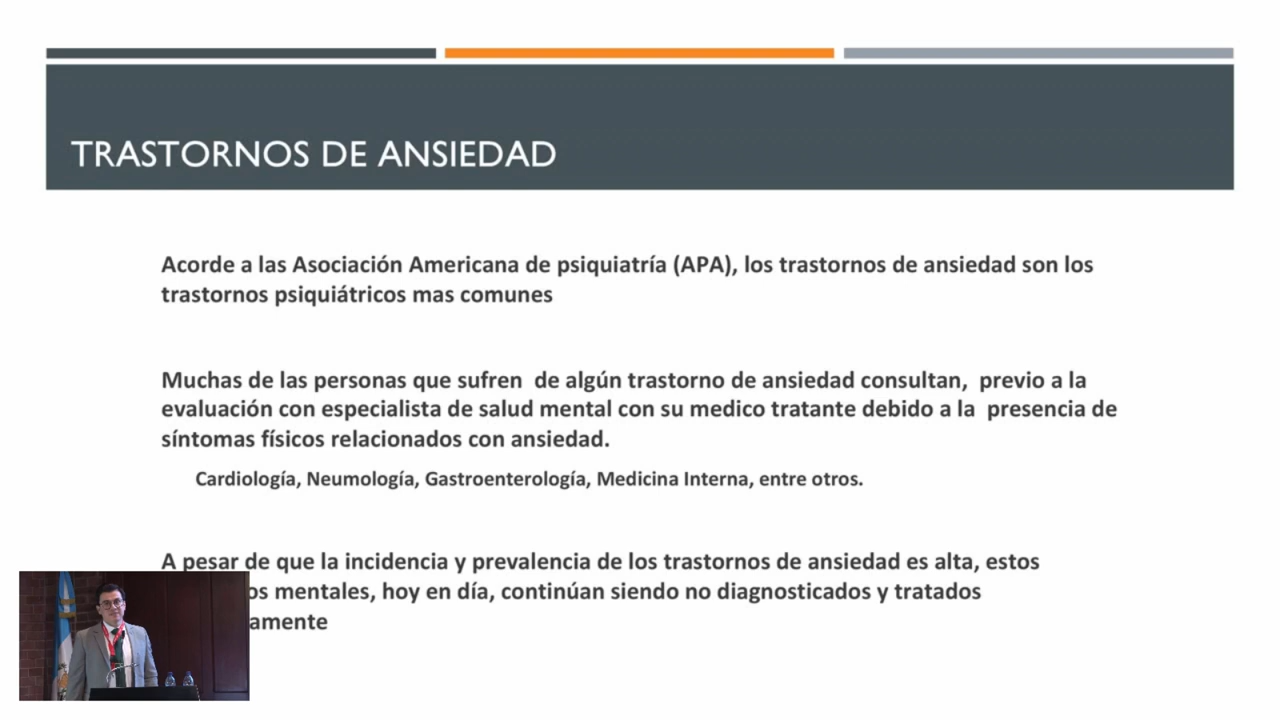 TRASTORNOS DE ANSIEDAD
Acorde a las Asociación Americana de psiquiatría (APA), los trastornos de ansiedad son los
trastornos psiquiátricos mas comunes
Muchas de las personas que sufren de algún trastorno de ansiedad consultan, previo a la
evaluación con especialista de salud mental con su medico tratante debido a la presencia de
síntomas físicos relacionados con ansiedad.
Cardiología, Neumología, Gastroenterología, Medicina Interna, entre otros.
A pesar de que la incidencia y prevalencia de los trastornos de ansiedad es alta, estos
mentales, hoy en día, continúan siendo no diagnosticados y tratados